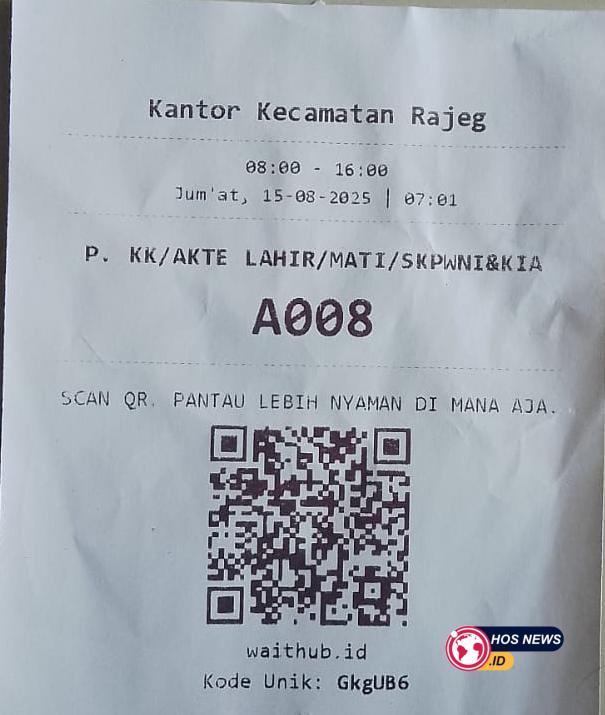 Kantor Kecamatan Rajeg
08:00 - 16:00
Jum'at, 15-08-2025 | 07:01
P. KK/AKTE LAHIR/MATI/SKPWNI&KIA
A008
SCAN QR. PANTAU LEBIH NYAMAN DI MANA AJA.
waithub.id
Kode Unik: GkgUB6
HOS NEWS
.ID